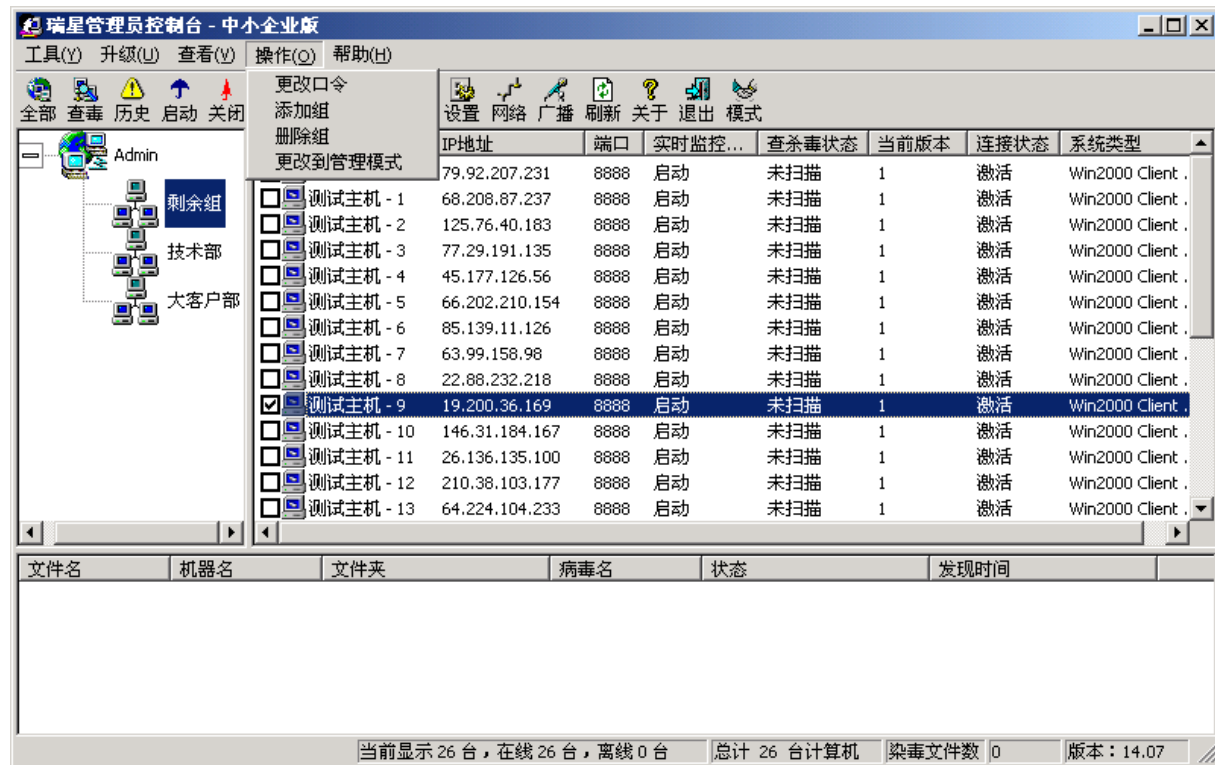 瑞星管理员控制台 - 中小企业版
工具(Y) 升级(U) 查看(V) 操作(O) 帮助(H)
更改口令
添加组
删除组
更改到管理模式
全部 查毒 历史 启动 关闭 设置 网络 广播 刷新 关于 退出 模式
Admin
剩余组
技术部
大客户部
IP地址 端口 实时监控... 查杀毒状态 当前版本 连接状态 系统类型
79.92.207.231 8888 启动 未扫描 1 激活 Win2000 Client .
测试主机 - 1 68.208.87.237 8888 启动 未扫描 1 激活 Win2000 Client .
测试主机 - 2 125.76.40.183 8888 启动 未扫描 1 激活 Win2000 Client .
测试主机 - 3 77.29.191.135 8888 启动 未扫描 1 激活 Win2000 Client .
测试主机 - 4 45.177.126.56 8888 启动 未扫描 1 激活 Win2000 Client .
测试主机 - 5 66.202.210.154 8888 启动 未扫描 1 激活 Win2000 Client .
测试主机 - 6 85.139.11.126 8888 启动 未扫描 1 激活 Win2000 Client .
测试主机 - 7 63.99.158.98 8888 启动 未扫描 1 激活 Win2000 Client .
测试主机 - 8 22.88.232.218 8888 启动 未扫描 1 激活 Win2000 Client .
测试主机 - 9 19.200.36.169 8888 启动 未扫描 1 激活 Win2000 Client .
测试主机 - 10 146.31.184.167 8888 启动 未扫描 1 激活 Win2000 Client .
测试主机 - 11 26.136.135.100 8888 启动 未扫描 1 激活 Win2000 Client .
测试主机 - 12 210.38.103.177 8888 启动 未扫描 1 激活 Win2000 Client .
测试主机 - 13 64.224.104.233 8888 启动 未扫描 1 激活 Win2000 Client .
文件名 机器名 文件夹 病毒名 状态 发现时间
当前显示 26 台，在线 26 台，离线 0 台 总计 26 台计算机 染毒文件数 0 版本：14.07